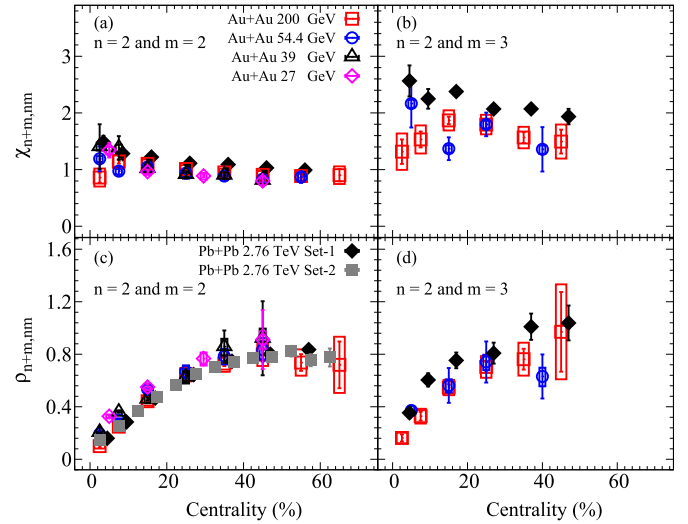 (a)
n = 2 and m = 2
Au+Au 200 GeV
Au+Au 54.4 GeV
Au+Au 39 GeV
Au+Au 27 GeV
(b)
n = 2 and m = 3
3
2
1
0
χn+m,nm
(c)
n = 2 and m = 2
Pb+Pb 2.76 TeV Set-1
Pb+Pb 2.76 TeV Set-2
(d)
n = 2 and m = 3
1.6
1.2
0.8
0.4
0
ρn+m,nm
0 20 40 60
0 20 40 60
Centrality (%)
Centrality (%)